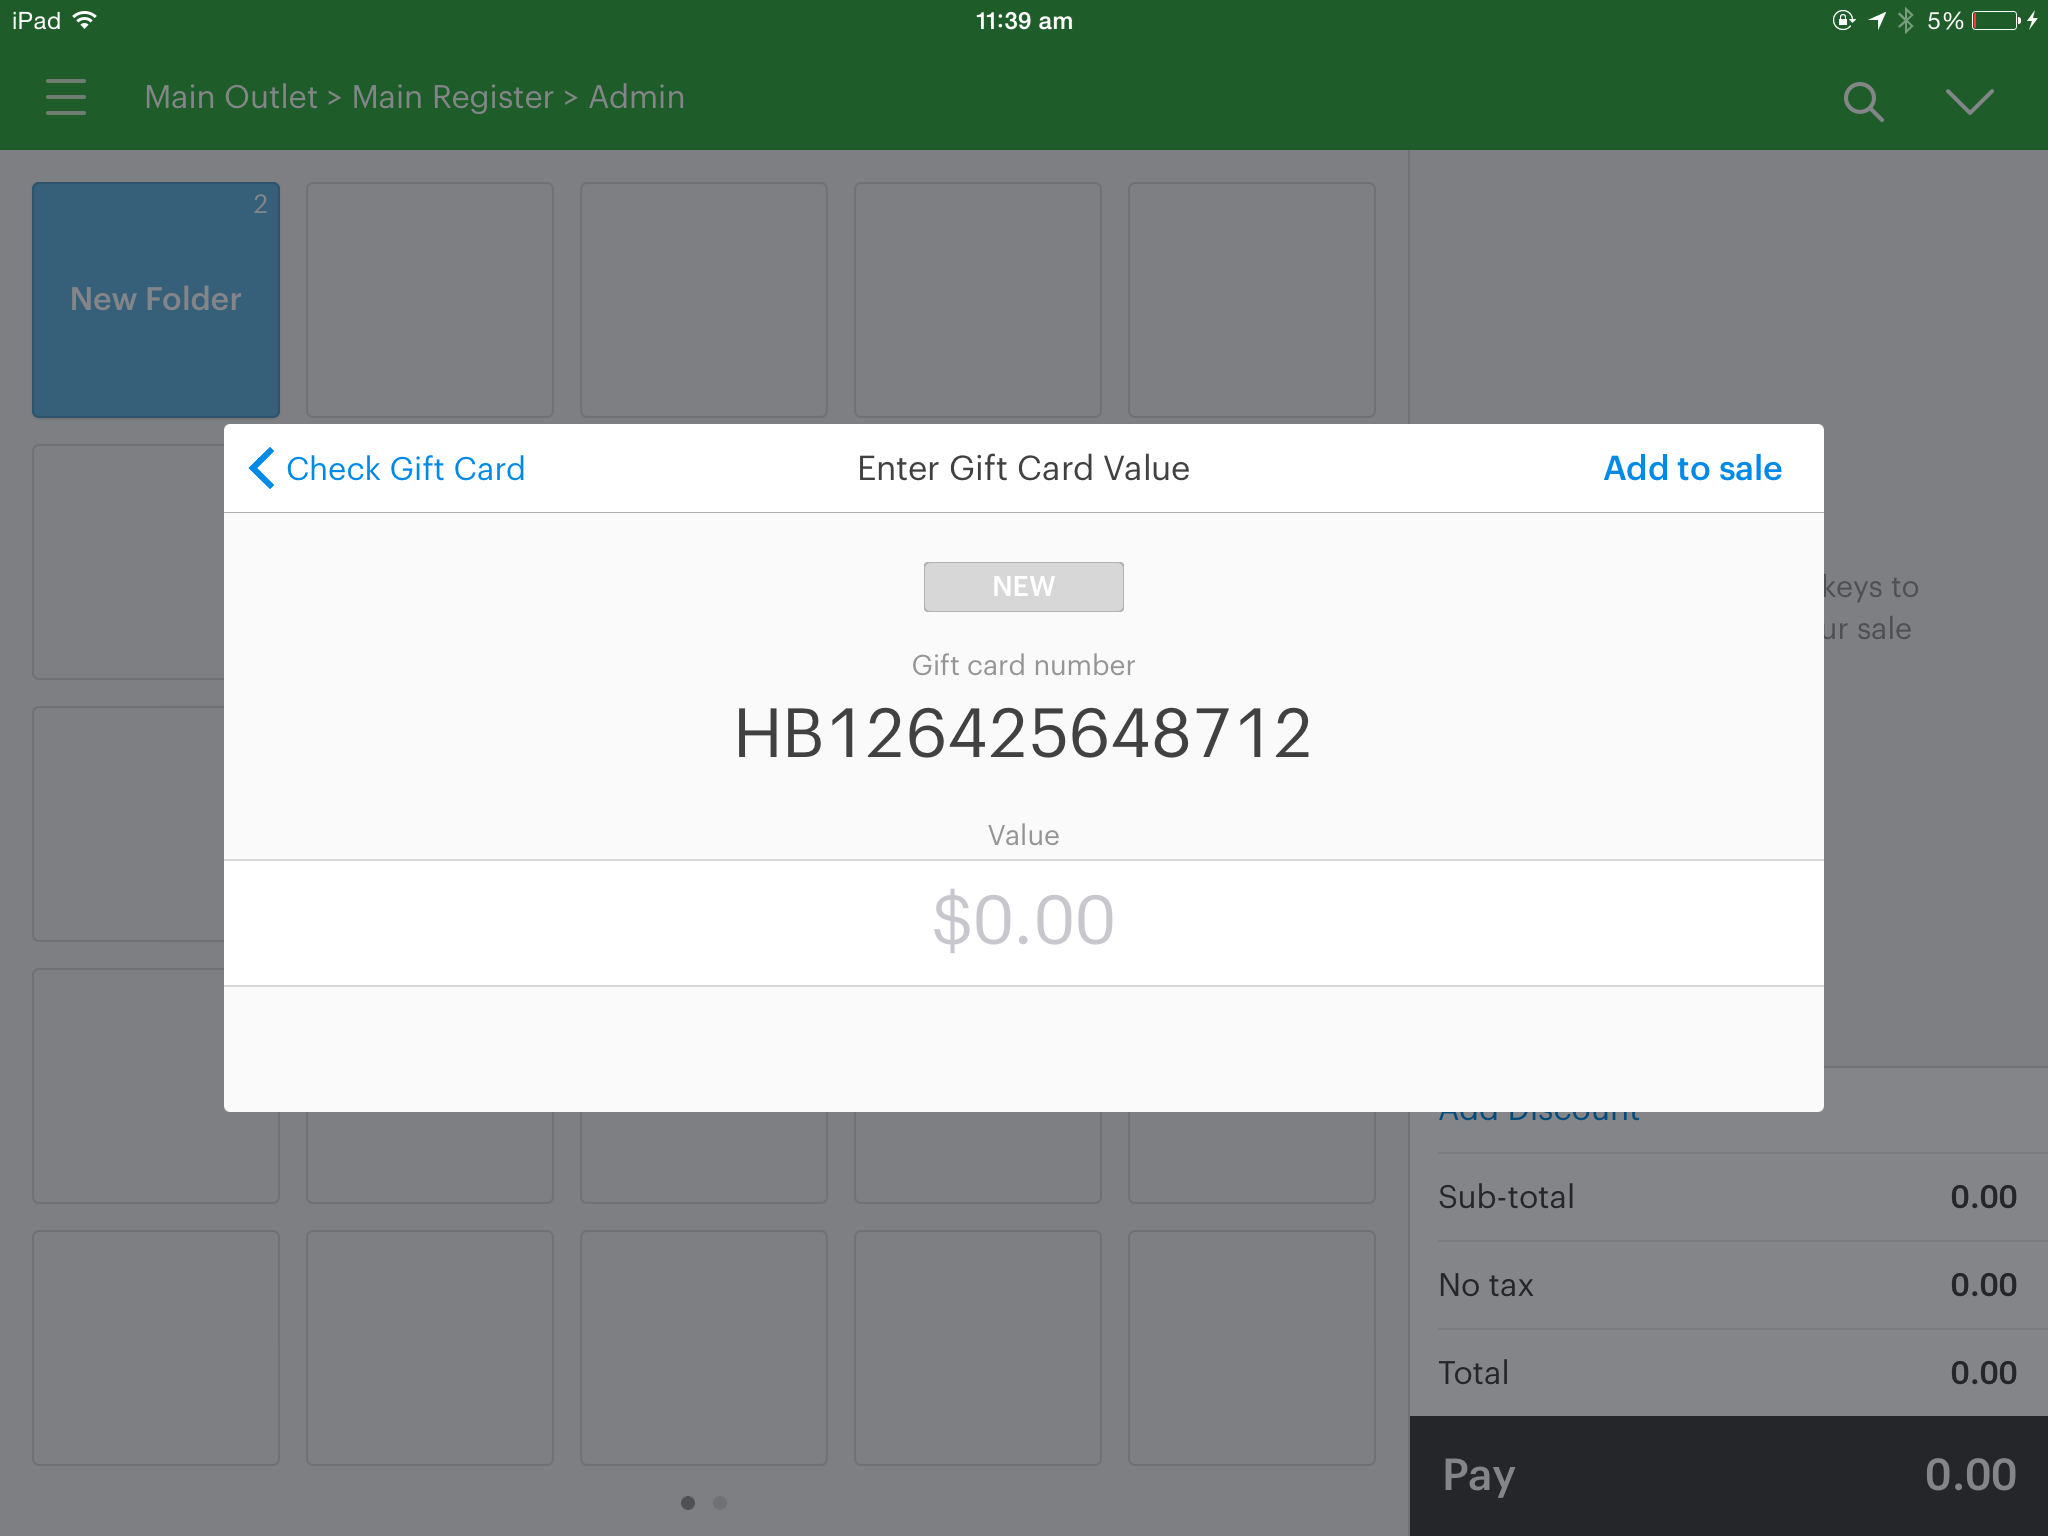 iPad
11:39 am
5%
Main Outlet > Main Register > Admin
2
New Folder
Check Gift Card
Enter Gift Card Value
Add to sale
NEW
keys to
ur sale
Gift card number
HB126425648712
Value
$0.00
Add Discount
Sub-total 0.00
No tax 0.00
Total 0.00
Pay 0.00